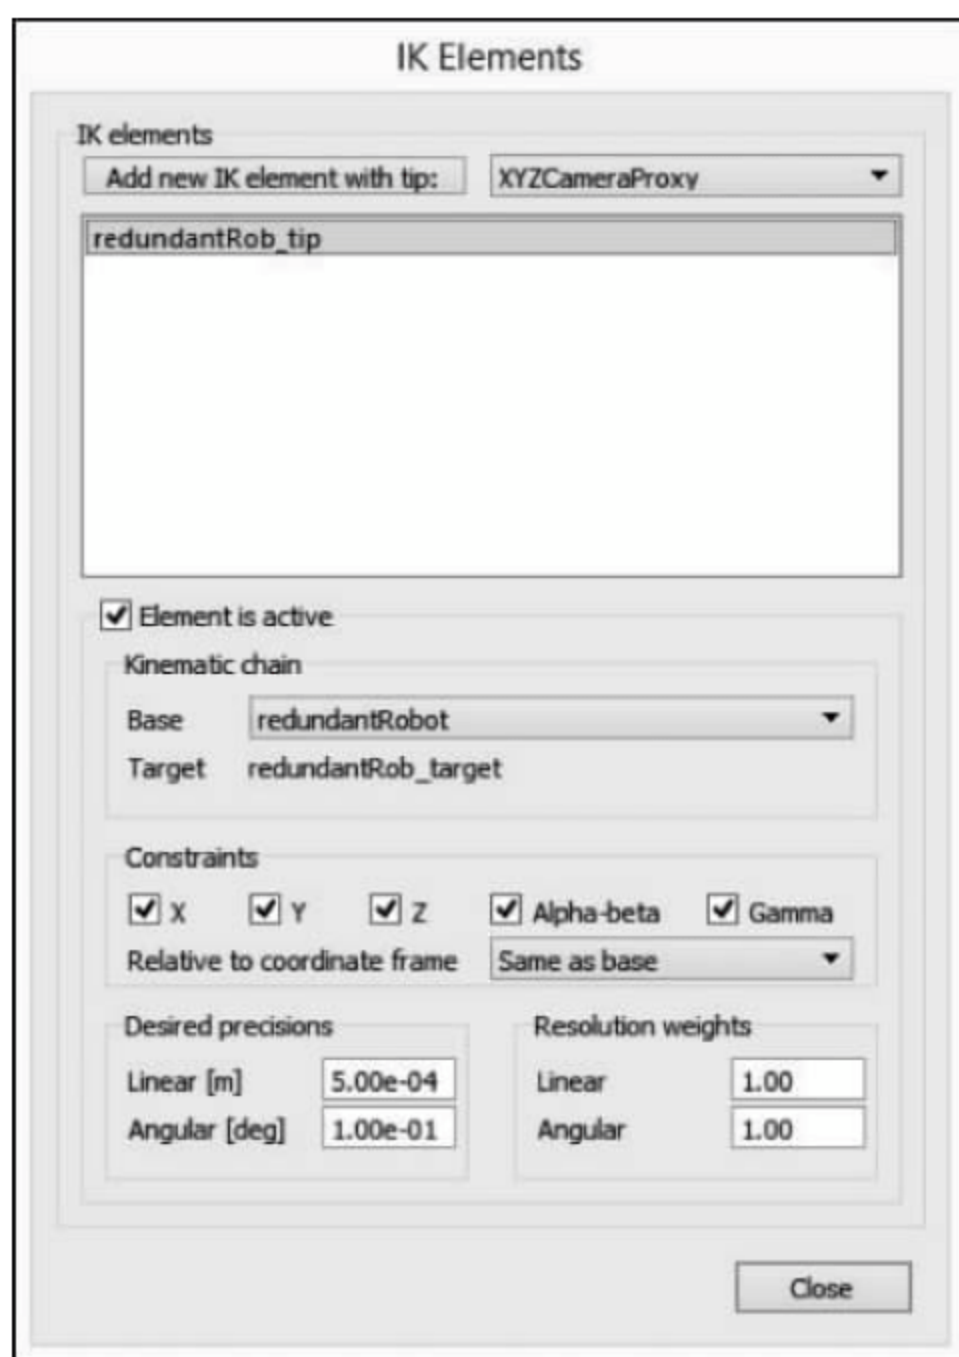 IK Elements
IK elements
Add new IK element with tip: XYZCameraProxy
redundantRob_tip
Element is active
Kinematic chain
Base redundantRobot
Target redundantRob_target
Constraints
X Y Z Alpha-beta Gamma
Relative to coordinate frame Same as base
Desired precisions Resolution weights
Linear [m] 5.00e-04 Linear 1.00
Angular [deg] 1.00e-01 Angular 1.00
Close